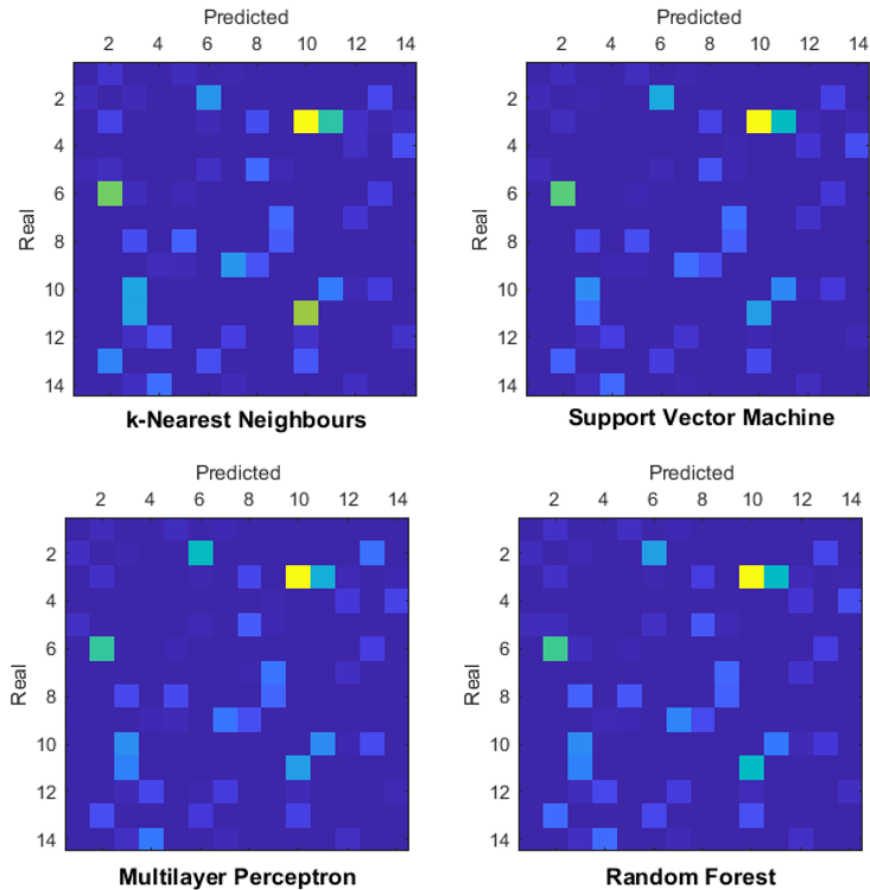 Predicted
2 4 6 8 10 12 14
Real
2
4
6
8
10
12
14
k-Nearest Neighbours
Predicted
2 4 6 8 10 12 14
Real
2
4
6
8
10
12
14
Support Vector Machine
Predicted
2 4 6 8 10 12 14
Real
2
4
6
8
10
12
14
Multilayer Perceptron
Predicted
2 4 6 8 10 12 14
Real
2
4
6
8
10
12
14
Random Forest